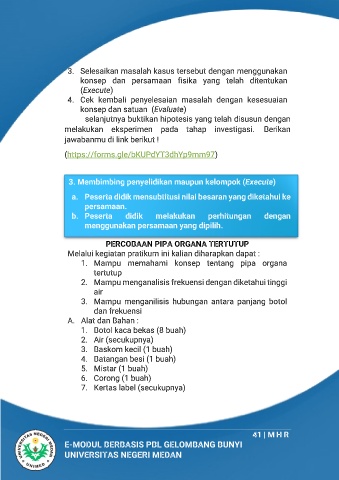 3. Selesaikan masalah kasus tersebut dengan menggunakan
konsep dan persamaan fisika yang telah ditentukan
(Execute)
4. Cek kembali penyelesaian masalah dengan kesesuaian
konsep dan satuan (Evaluate)
selanjutnya buktikan hipotesis yang telah disusun dengan
melakukan eksperimen pada tahap investigasi. Berikan
jawabanmu di link berikut !
(https://forms.gle/bKUPdYT3dhYp9mm97)
3. Membimbing penyelidikan maupun kelompok (Execute)
a. Peserta didik mensubtitusi nilai besaran yang diketahui ke
persamaan.
b. Peserta didik melakukan perhitungan dengan
menggunakan persamaan yang dipilih.
PERCOBAAN PIPA ORGANA TERTUTUP
Melalui kegiatan pratikum ini kalian diharapkan dapat :
1. Mampu memahami konsep tentang pipa organa
tertutup
2. Mampu menganalisis frekuensi dengan diketahui tinggi
air
3. Mampu menganilisis hubungan antara panjang botol
dan frekuensi
A. Alat dan Bahan :
1. Botol kaca bekas (8 buah)
2. Air (secukupnya)
3. Baskom kecil (1 buah)
4. Batangan besi (1 buah)
5. Mistar (1 buah)
6. Corong (1 buah)
7. Kertas label (secukupnya)
41 | M H R
E-MODUL BERBASIS PBL GELOMBANG BUNYI
UNIVERSITAS NEGERI MEDAN
UNIVERSITAS NEGERI MEDAN
UNIMED